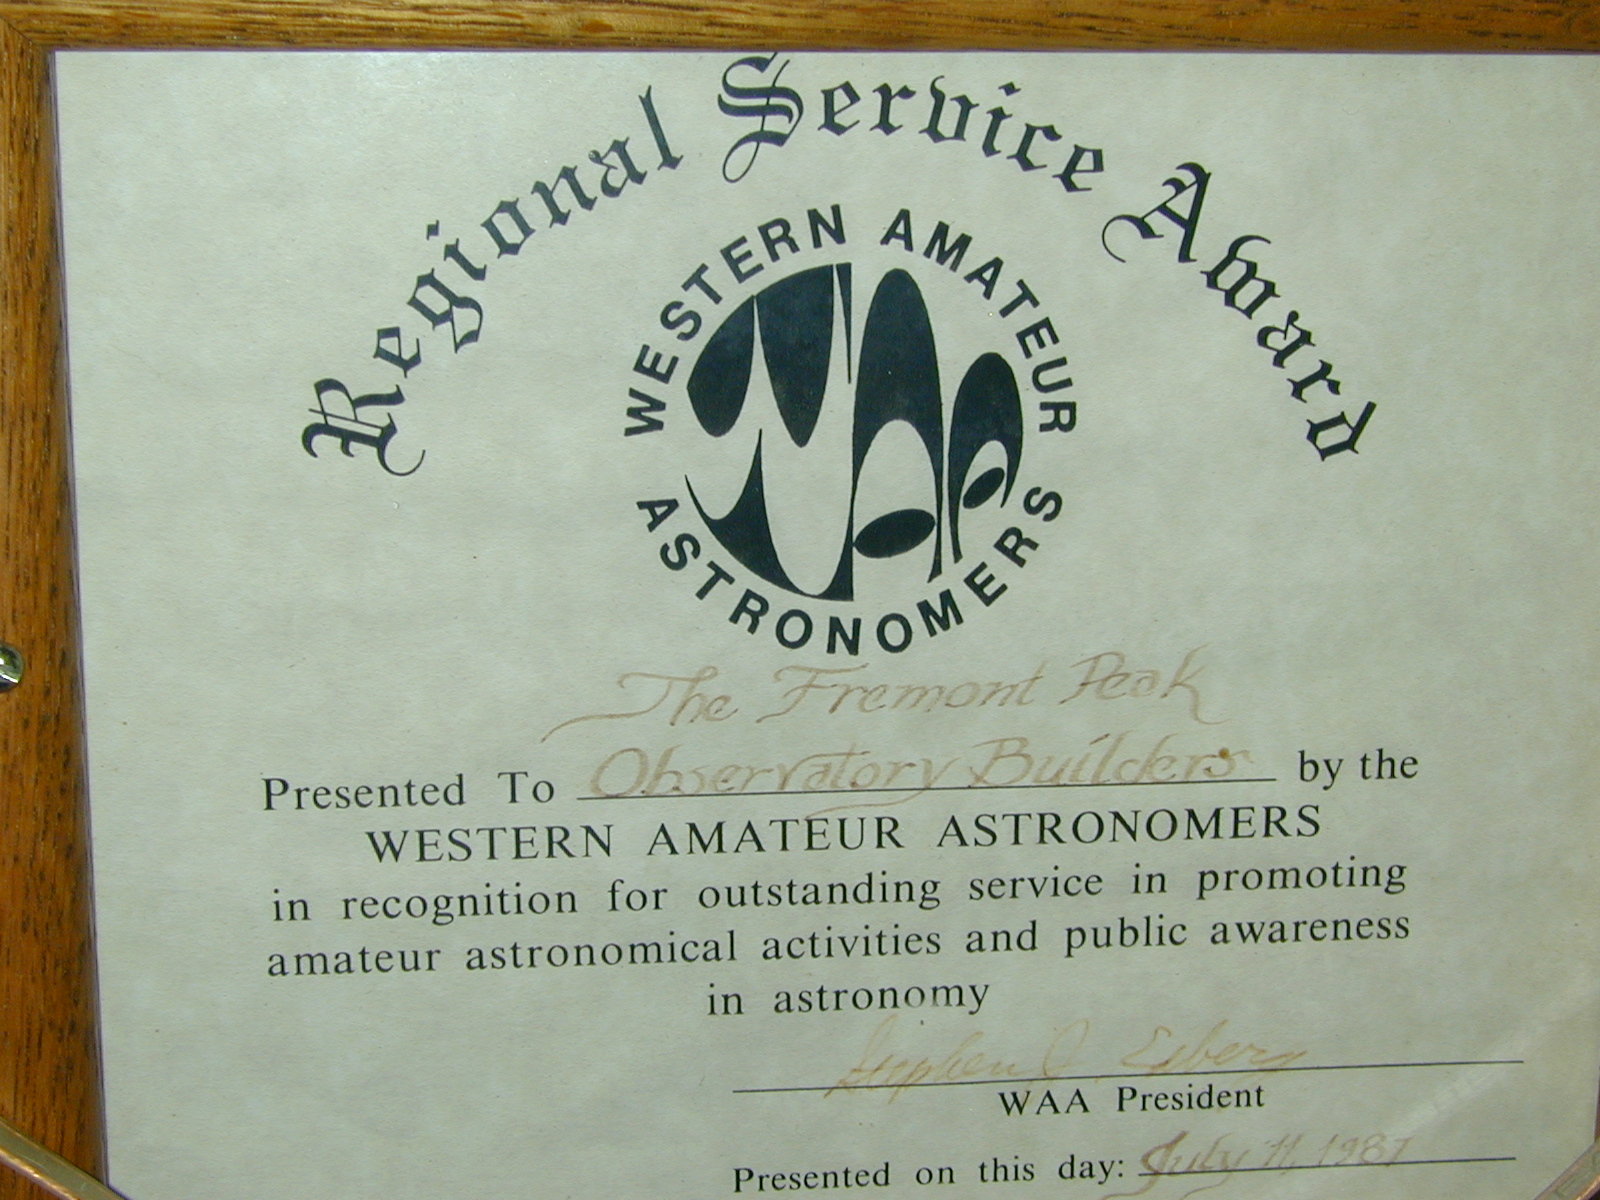 Regional Service Award
WESTERN AMATEUR
ASTRONOMERS
The Fremont Peak
Presented To Observatory Builders by the
WESTERN AMATEUR ASTRONOMERS
in recognition for outstanding service in promoting
amateur astronomical activities and public awareness
in astronomy
Stephen
WAA President
Presented on this day: July 11, 1987